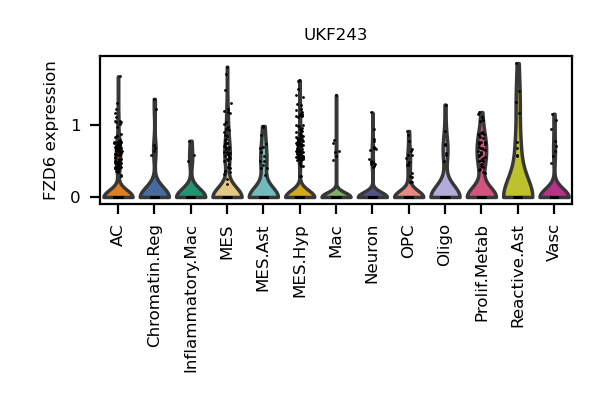 UKF243
FZD6 expression
1
0
AC
Chromatin.Reg
Inflammatory.Mac
MES
MES.Ast
MES.Hyp
Mac
Neuron
OPC
Oligo
Prolif.Metab
Reactive.Ast
Vasc